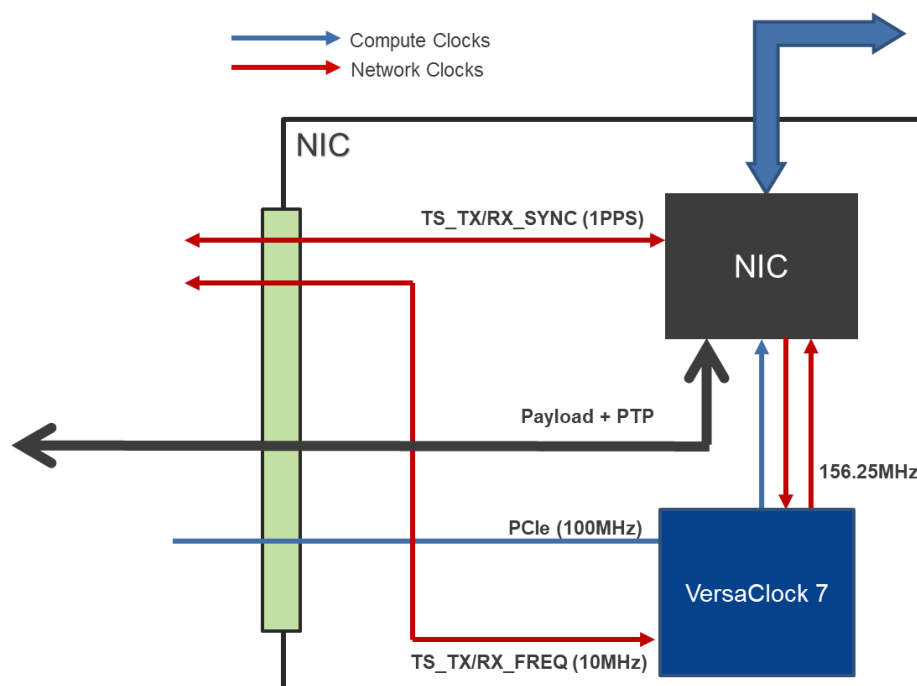 Compute Clocks
Network Clocks
NIC
TS_TX/RX_SYNC (1PPS)
NIC
Payload + PTP
156.25MHz
PCIe (100MHz)
VersaClock 7
TS_TX/RX_FREQ (10MHz)